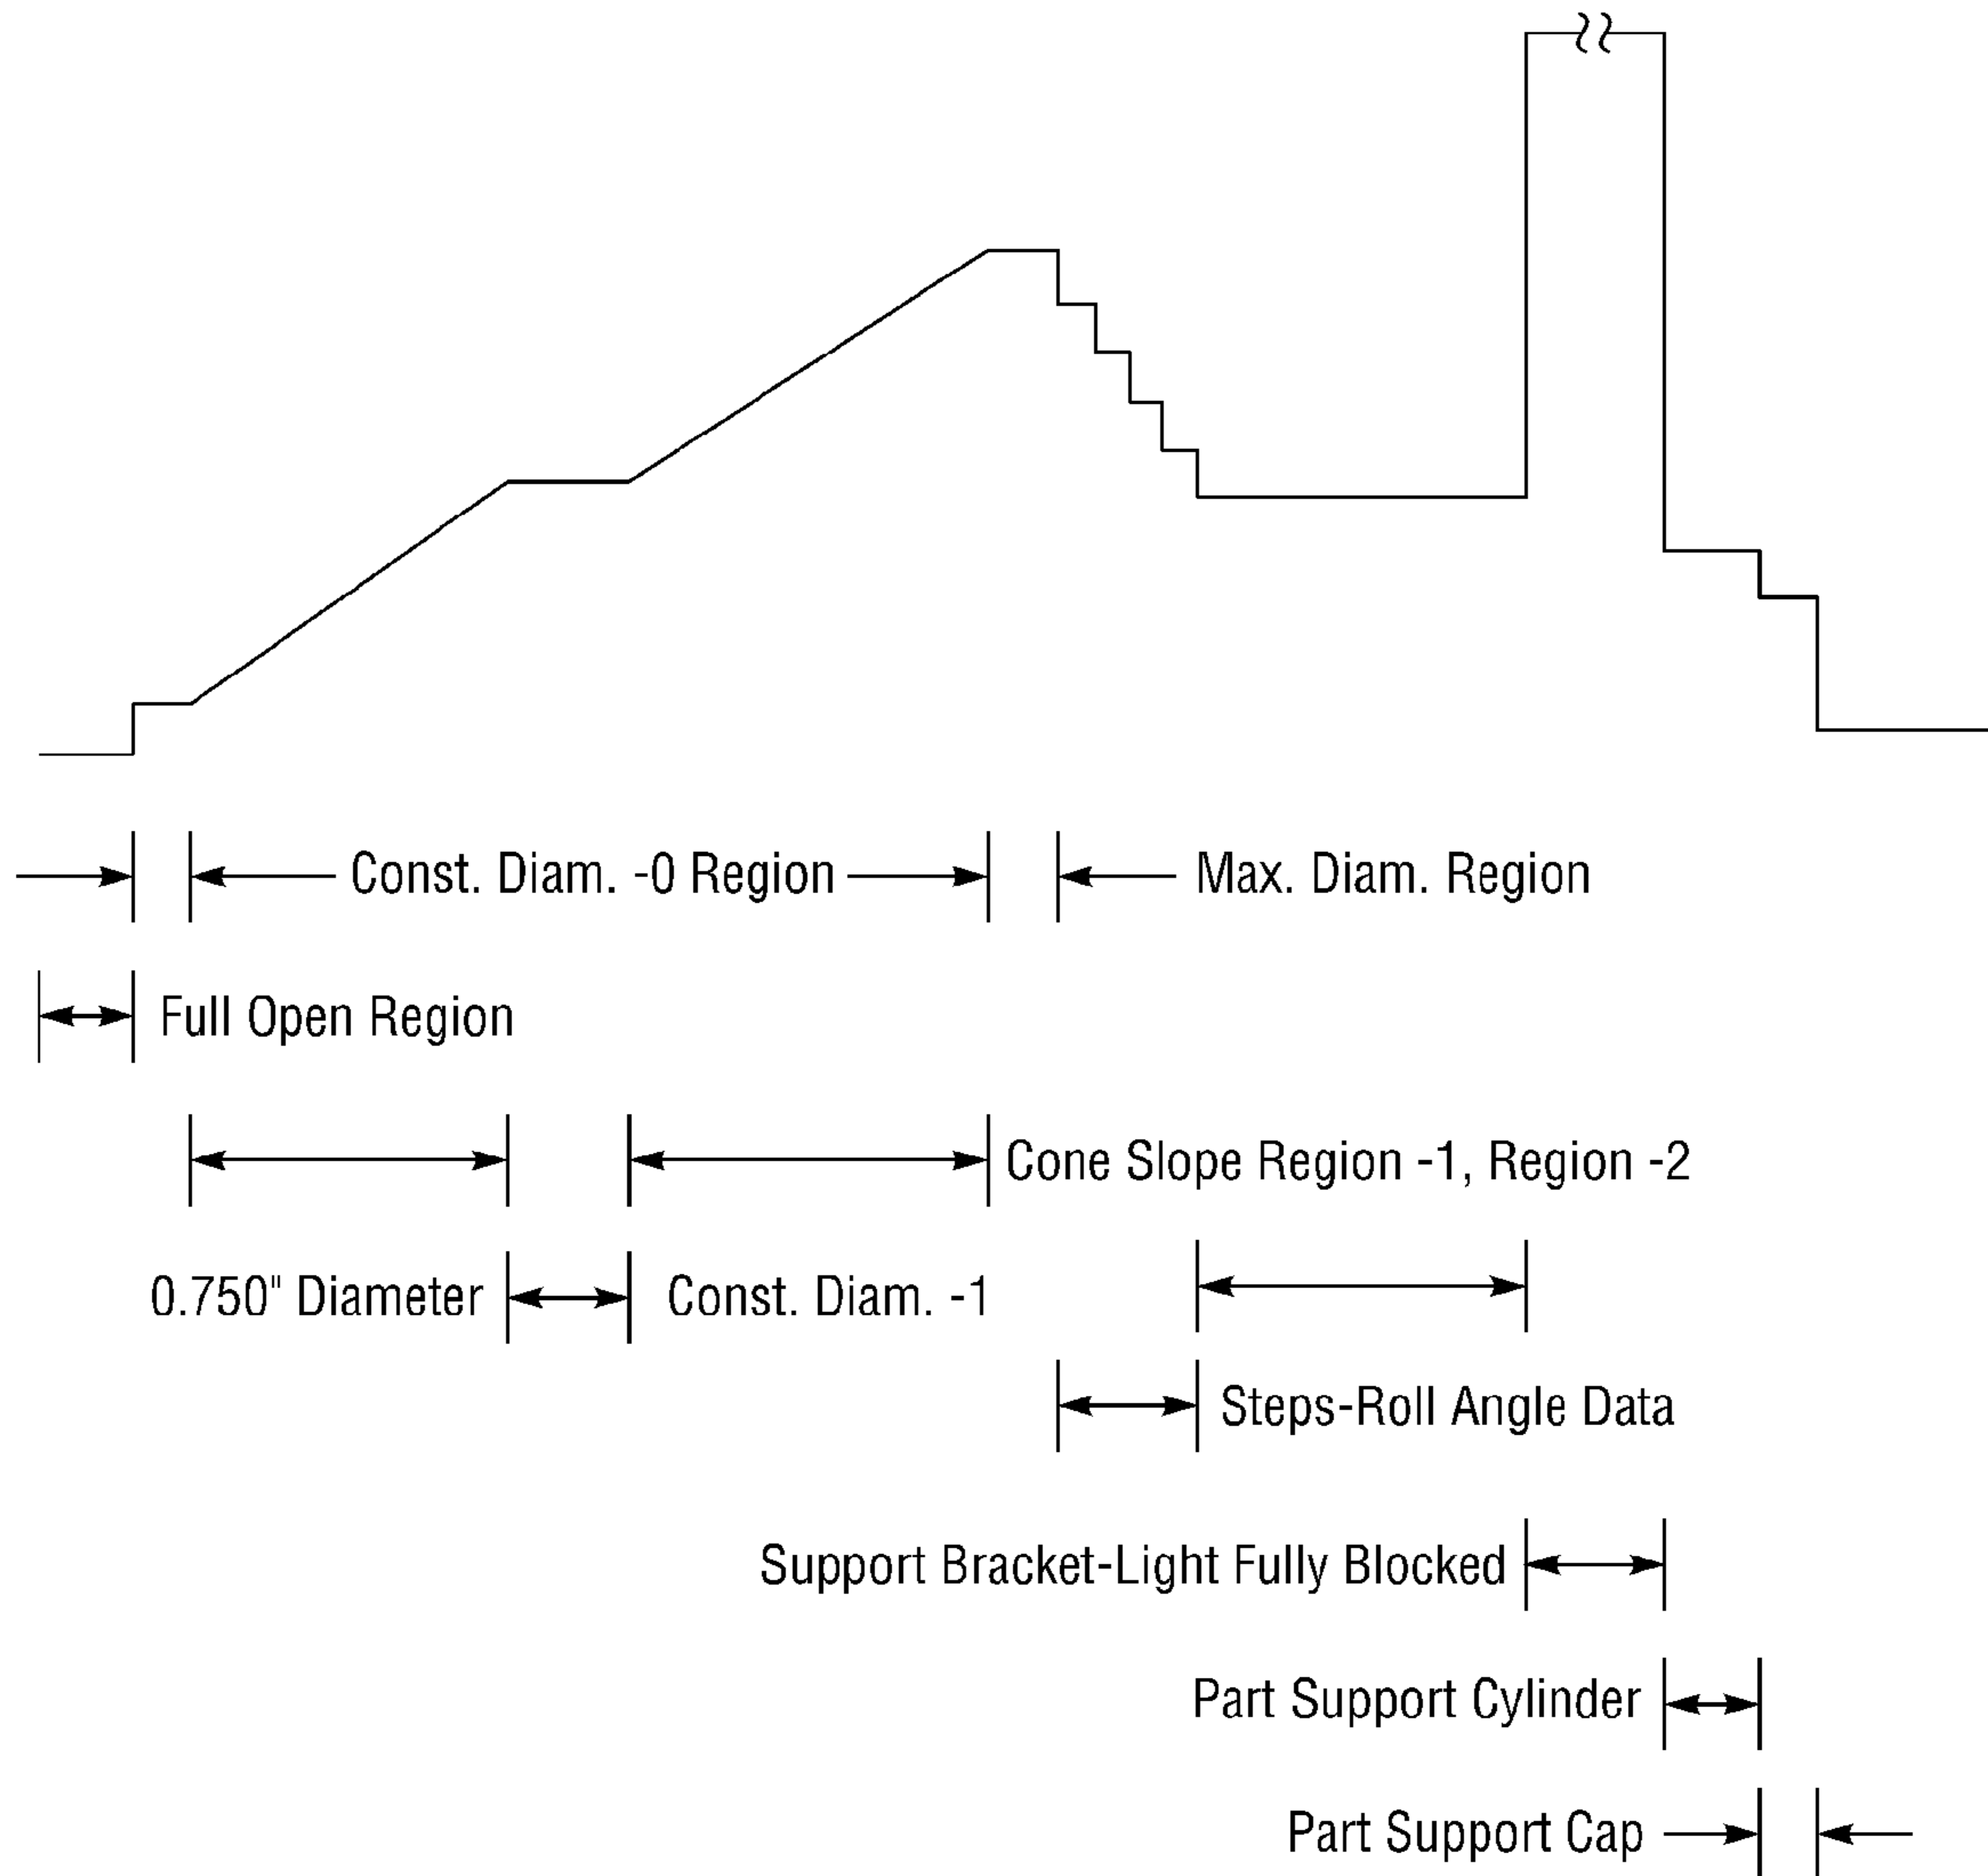 Const. Diam. -0 Region
Max. Diam. Region
Full Open Region
Cone Slope Region -1, Region -2
0.750" Diameter
Const. Diam. -1
Steps-Roll Angle Data
Support Bracket-Light Fully Blocked
Part Support Cylinder
Part Support Cap